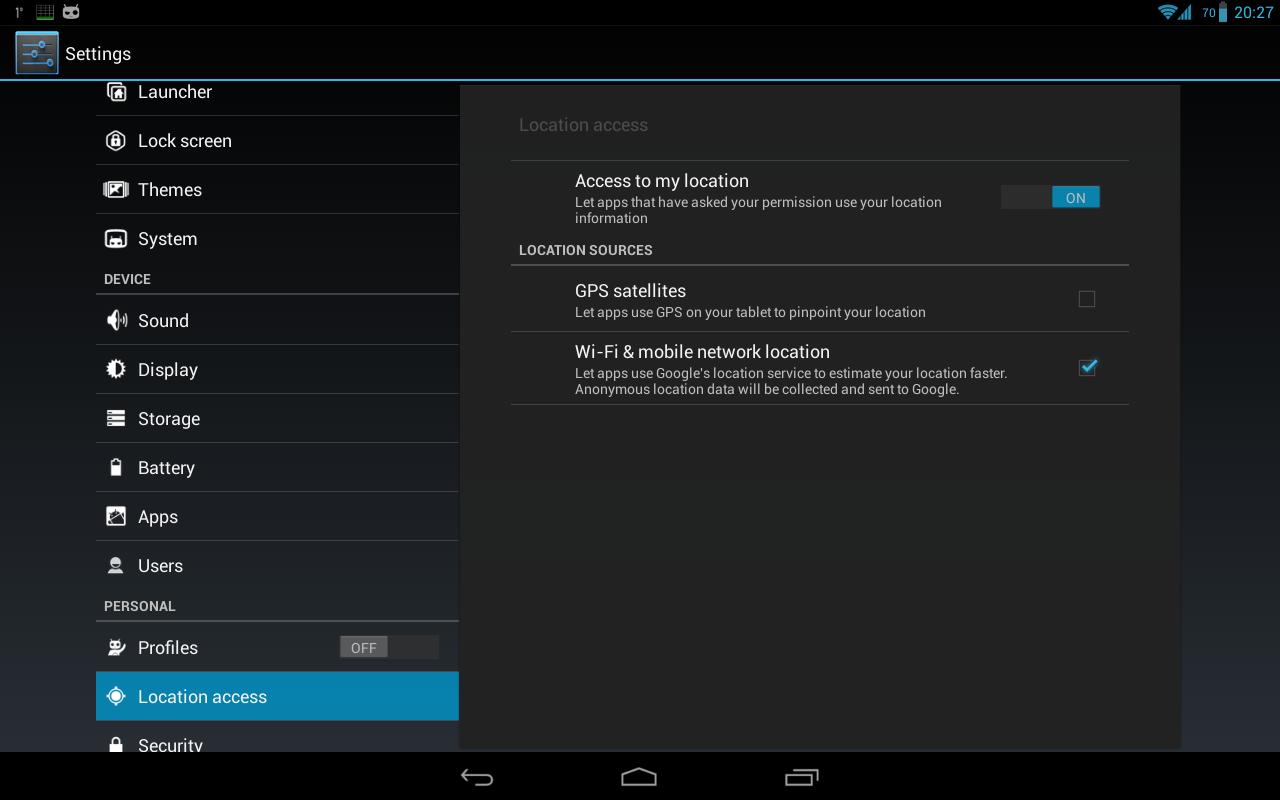 1°
70 20:27
Settings
Launcher
Lock screen
Themes
System
DEVICE
Sound
Display
Storage
Battery
Apps
Users
PERSONAL
Profiles OFF
Location access
Security
Location access
Access to my location
Let apps that have asked your permission use your location
information
ON
LOCATION SOURCES
GPS satellites
Let apps use GPS on your tablet to pinpoint your location
Wi-Fi & mobile network location
Let apps use Google's location service to estimate your location faster.
Anonymous location data will be collected and sent to Google.